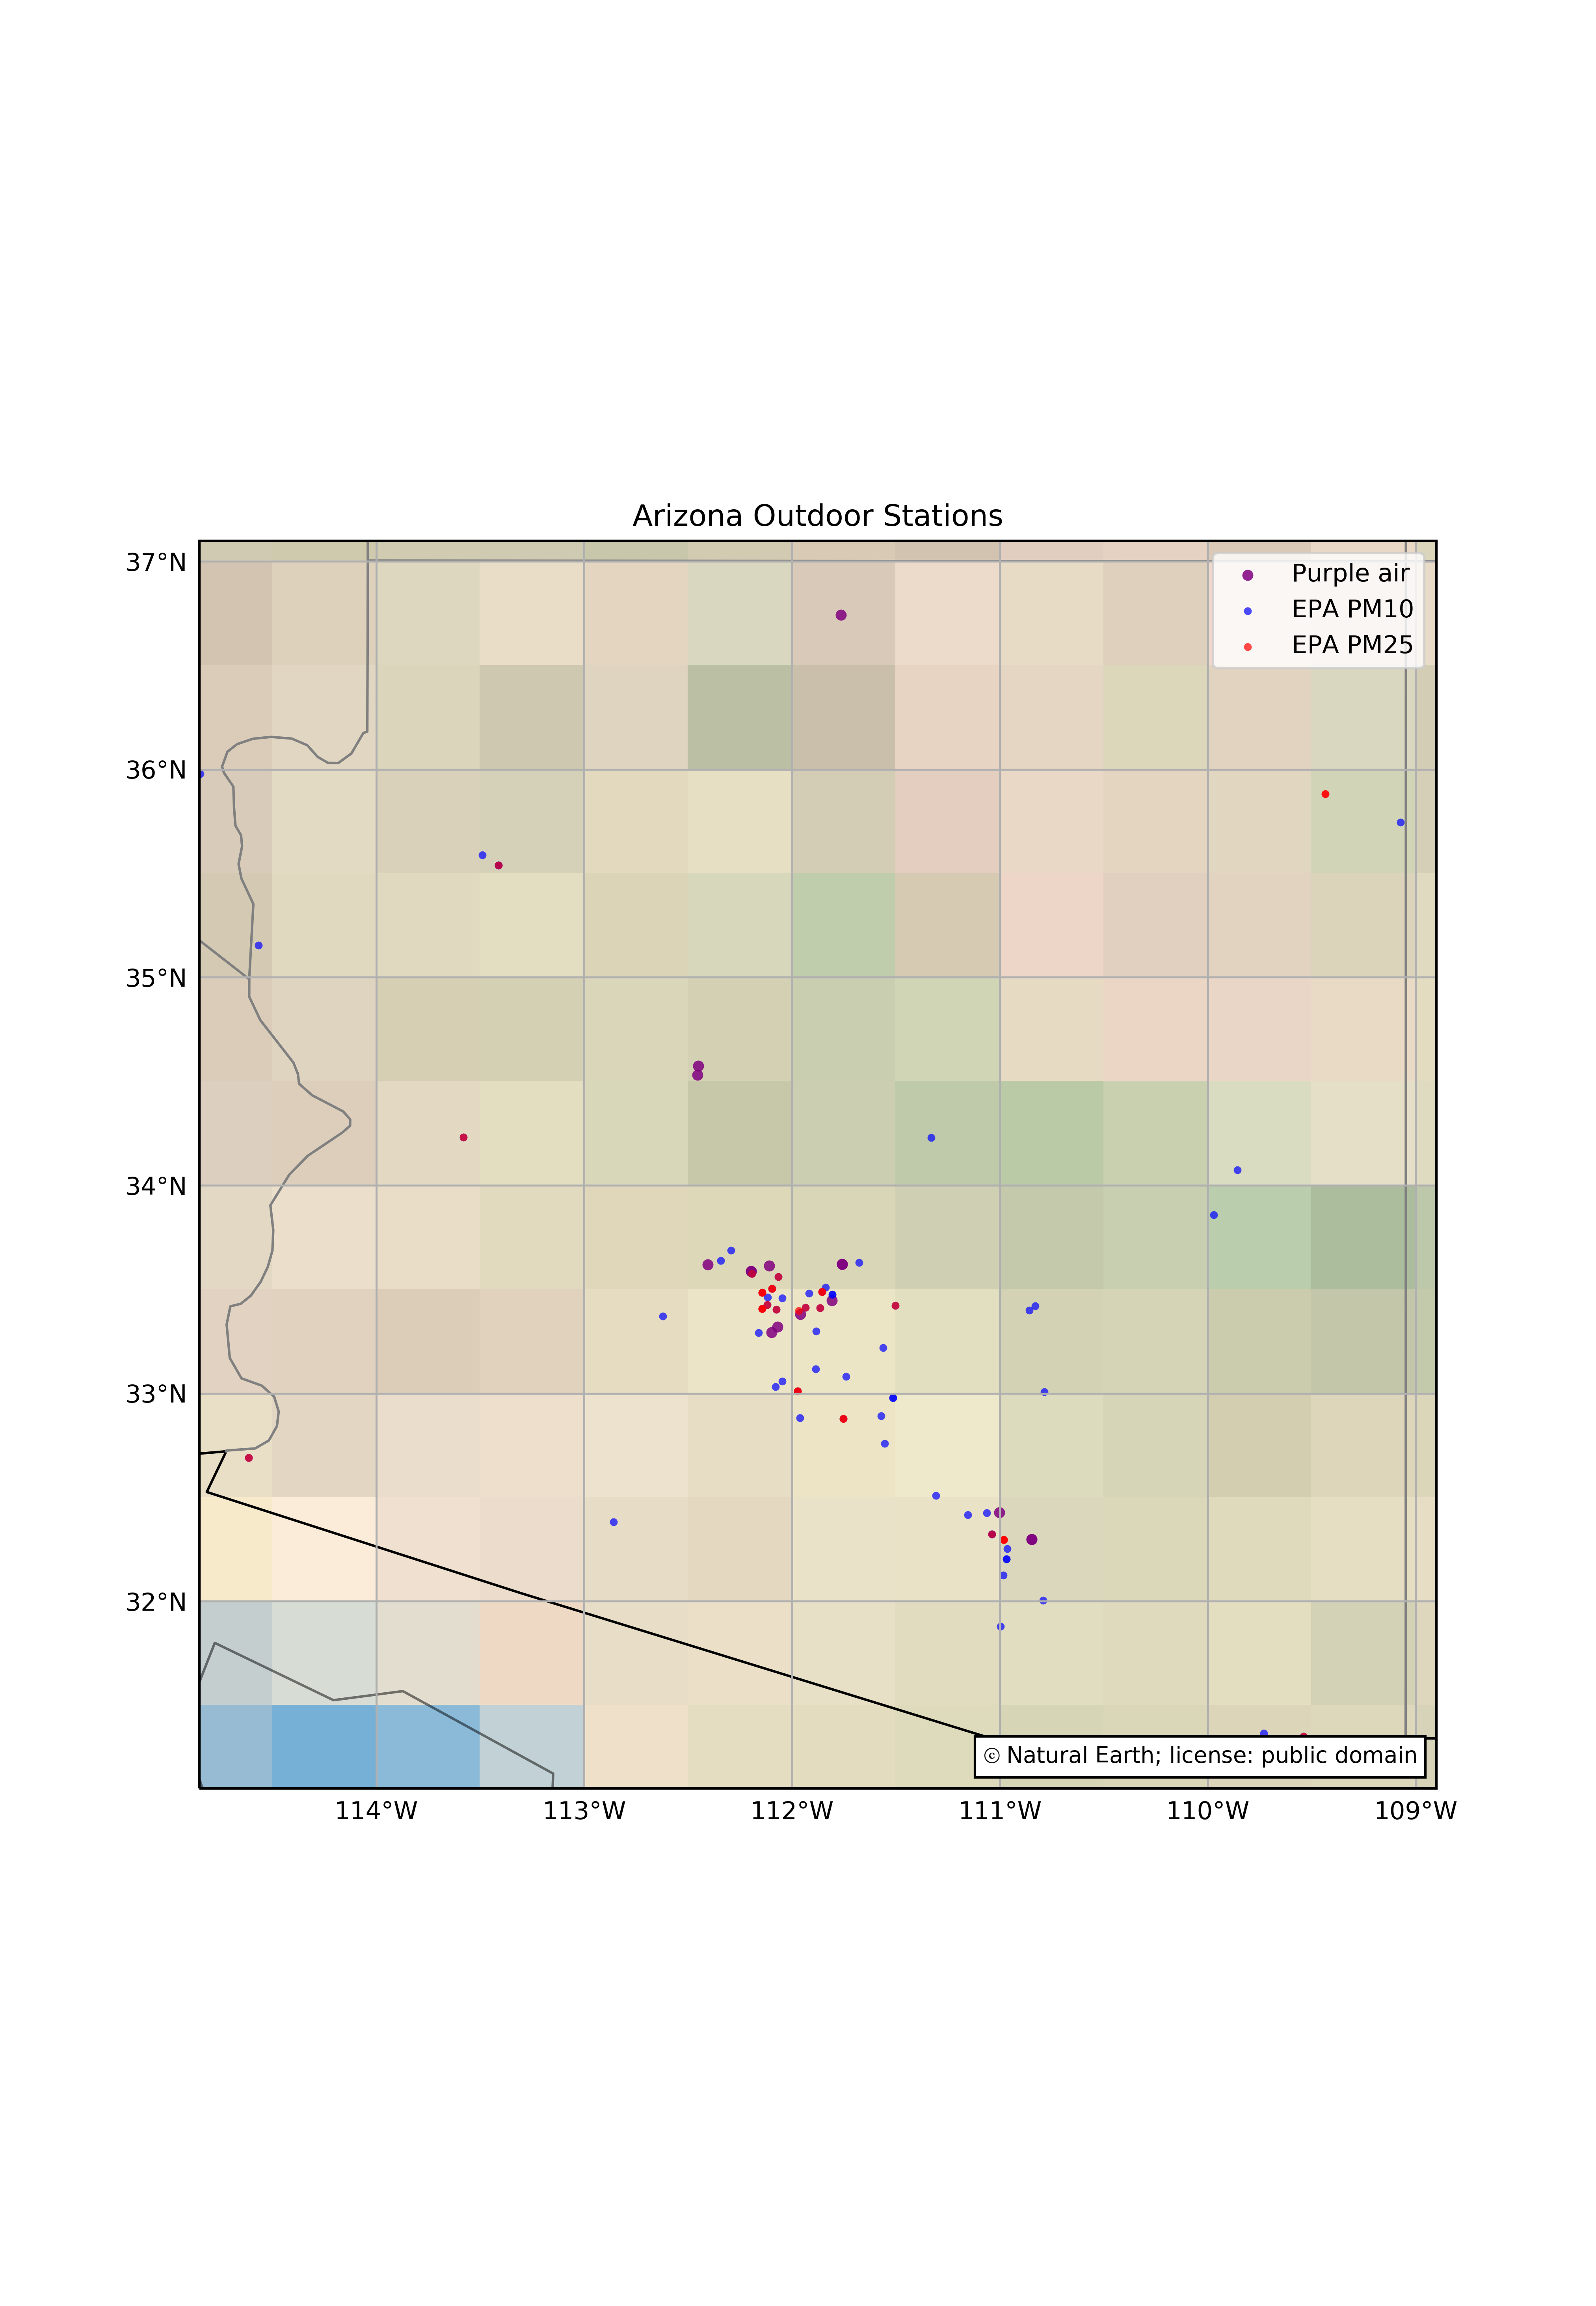 Arizona Outdoor Stations
37°N
36°N
35°N
34°N
33°N
32°N
Purple air
EPA PM10
EPA PM25
© Natural Earth; license: public domain
114°W 113°W 112°W 111°W 110°W 109°W